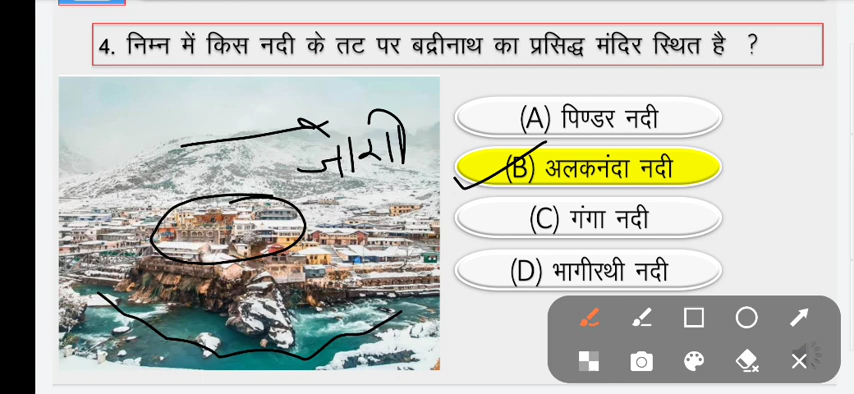 4. निम्न में किस नदी के तट पर बद्रीनाथ का प्रसिद्ध मंदिर स्थित है ?
(A) पिण्डर नदी
(B) अलकनंदा नदी
(C) गंगा नदी
(D) भागीरथी नदी